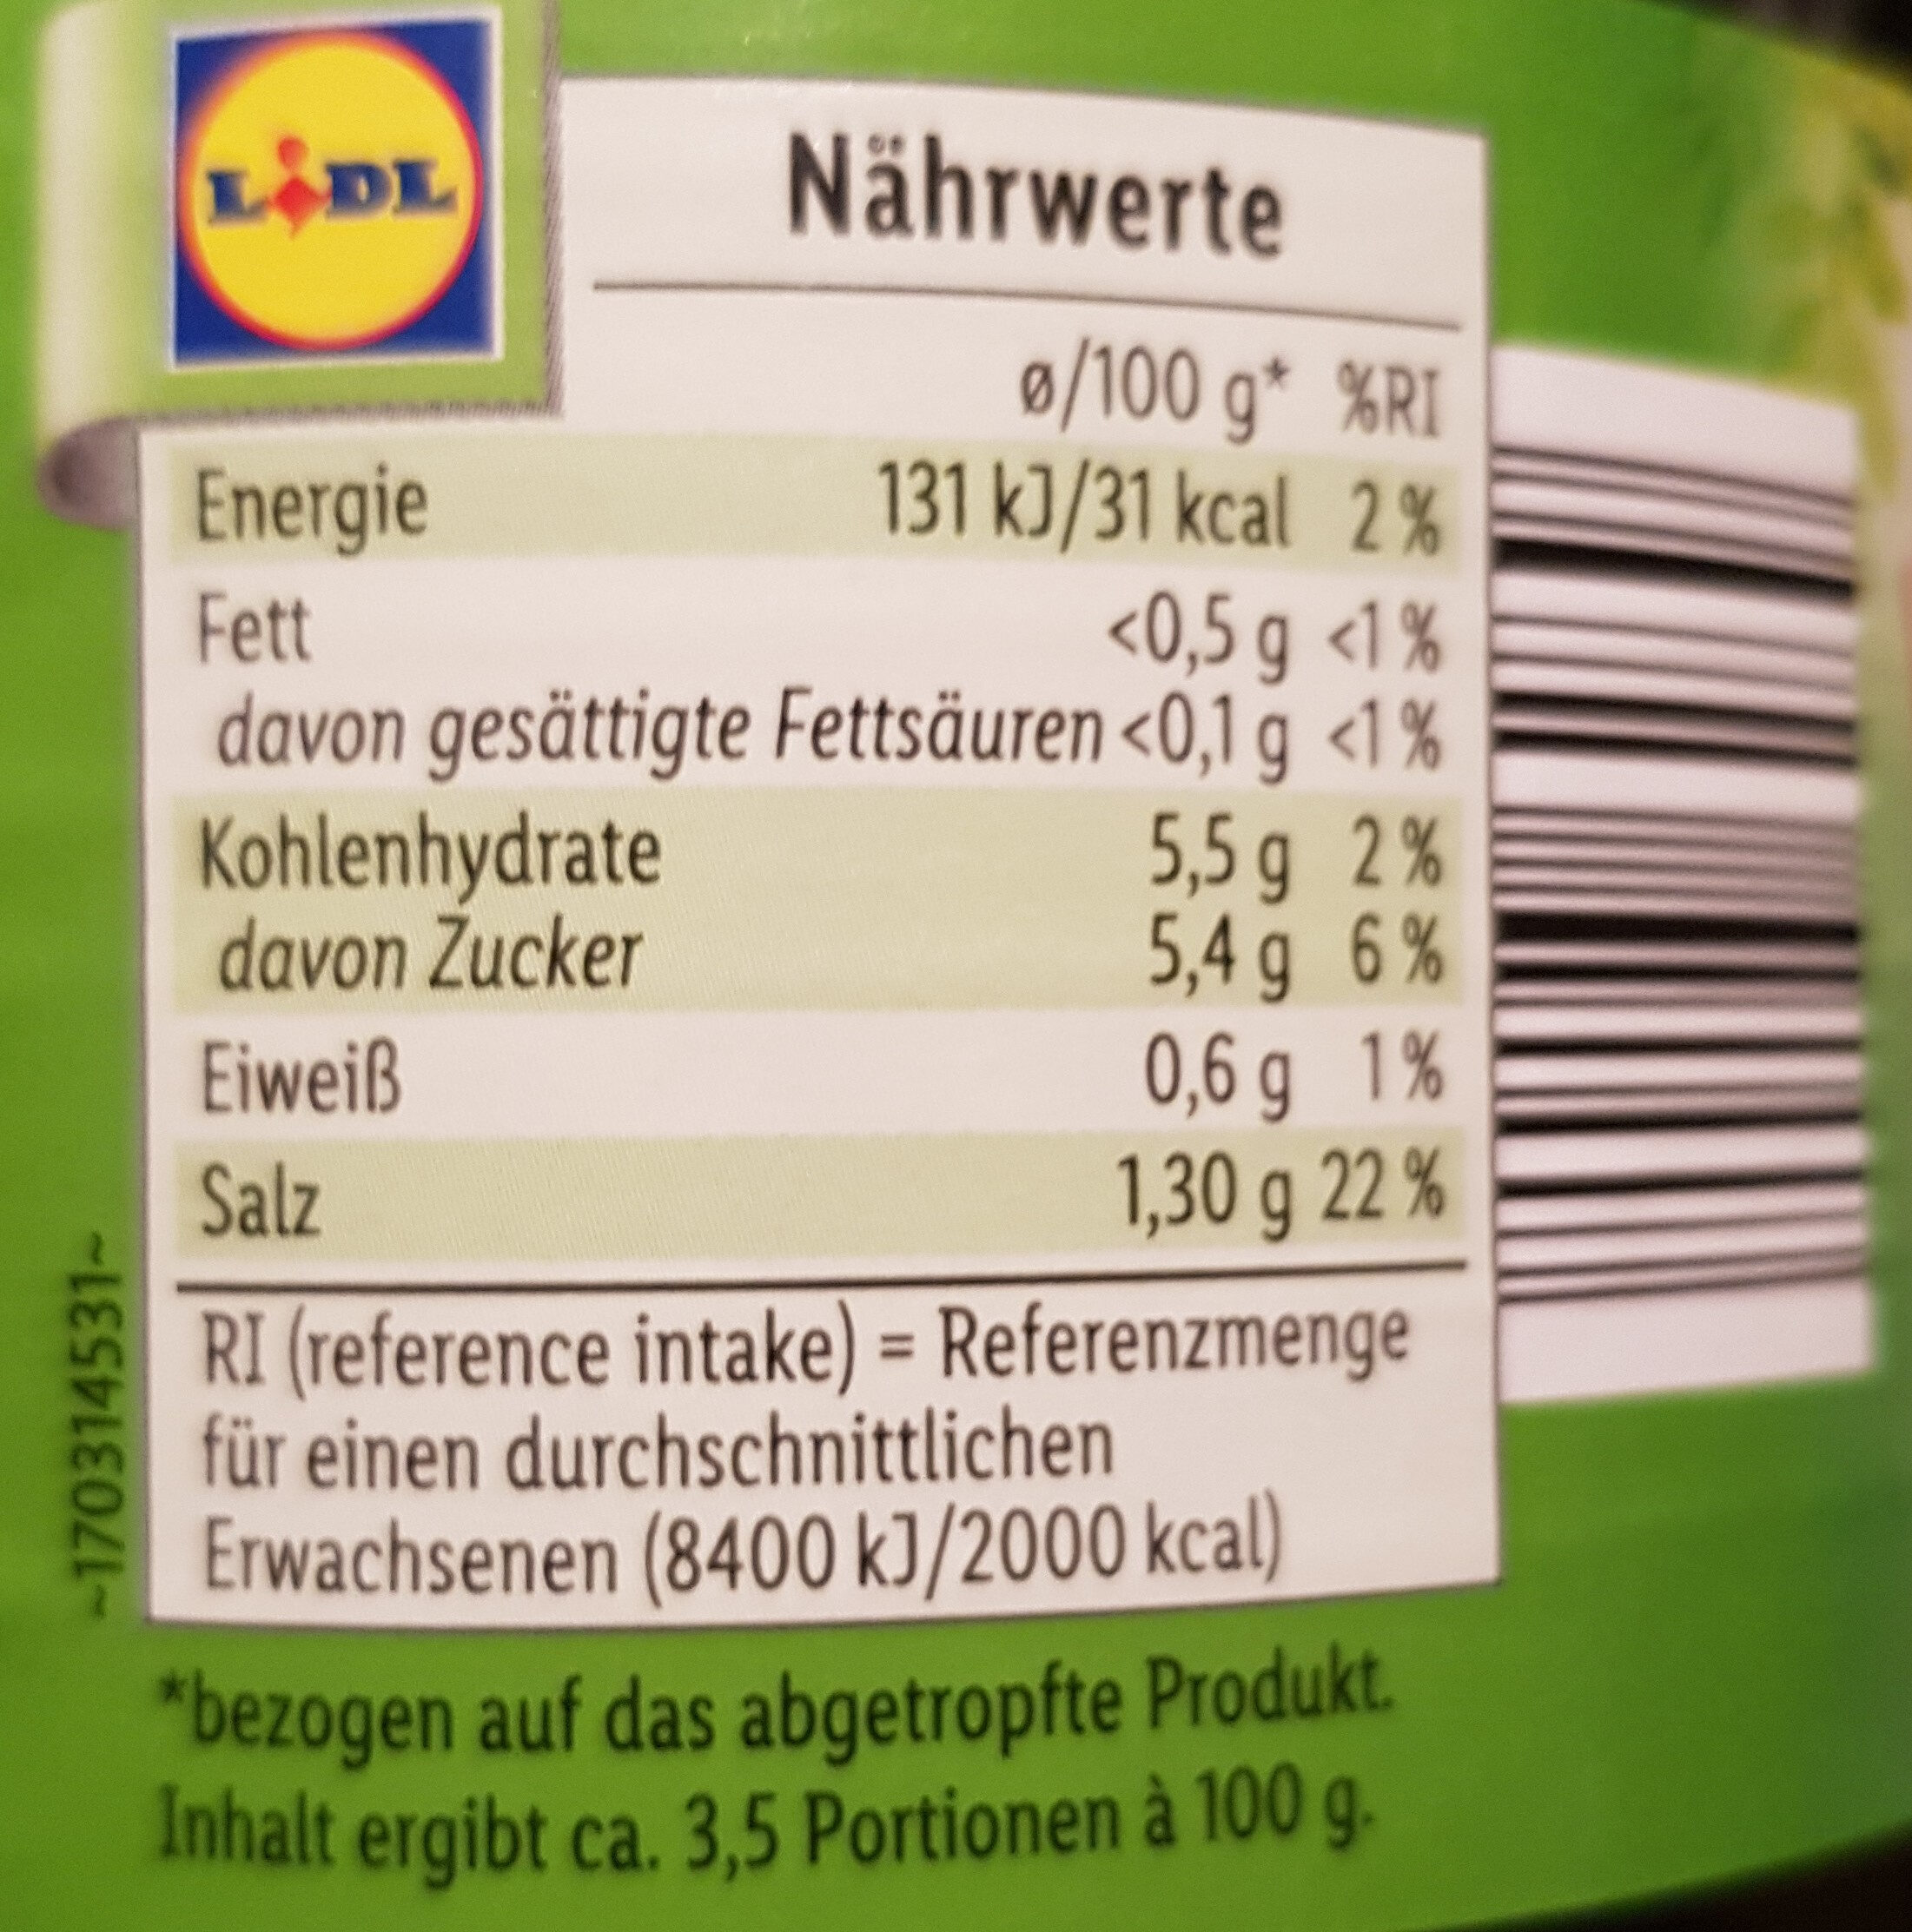 LIDL
Nährwerte
ø/100 g* %RI
Energie 131 kJ/31 kcal 2 %
Fett <0,5 g <1 %
davon gesättigte Fettsäuren <0,1 g <1 %
Kohlenhydrate 5,5 g 2 %
davon Zucker 5,4 g 6 %
Eiweiß 0,6 g 1 %
Salz 1,30 g 22 %
RI (reference intake) = Referenzmenge
für einen durchschnittlichen
Erwachsenen (8400 kJ/2000 kcal)
*bezogen auf das abgetropfte Produkt.
Inhalt ergibt ca. 3,5 Portionen à 100 g.
~170314531~